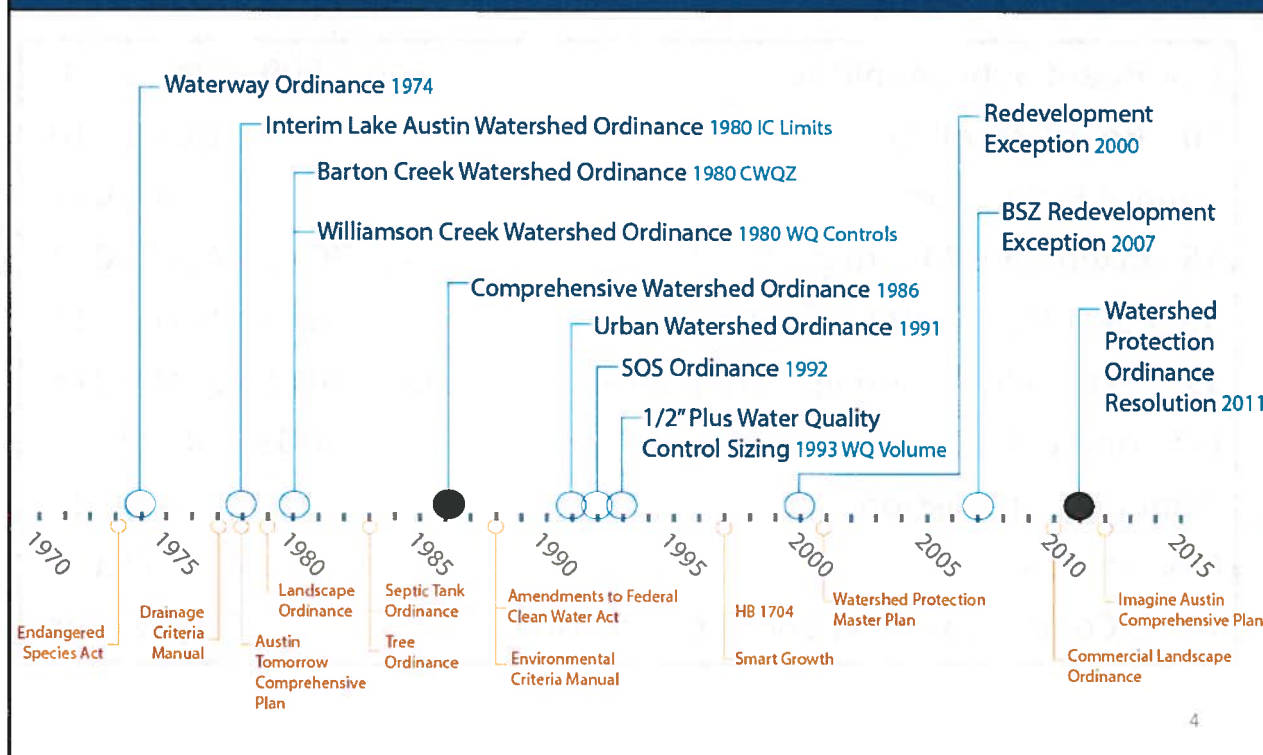 Waterway Ordinance 1974
Interim Lake Austin Watershed Ordinance 1980 IC Limits
Barton Creek Watershed Ordinance 1980 CWQZ
Williamson Creek Watershed Ordinance 1980 WQ Controls
Comprehensive Watershed Ordinance 1986
Urban Watershed Ordinance 1991
SOS Ordinance 1992
1/2" Plus Water Quality
Control Sizing 1993 WQ Volume
Redevelopment
Exception 2000
BSZ Redevelopment
Exception 2007
Watershed
Protection
Ordinance
Resolution 2011
1970
1975
1980
1985
1990
1995
2000
2005
2010
2015
Endangered
Species Act
Drainage
Criteria
Manual
Austin
Tomorrow
Comprehensive
Plan
Landscape
Ordinance
Septic Tank
Ordinance
Tree
Ordinance
Amendments to Federal
Clean Water Act
Environmental
Criteria Manual
HB 1704
Smart Growth
Watershed Protection
Master Plan
Commercial Landscape
Ordinance
Imagine Austin
Comprehensive Plan
4